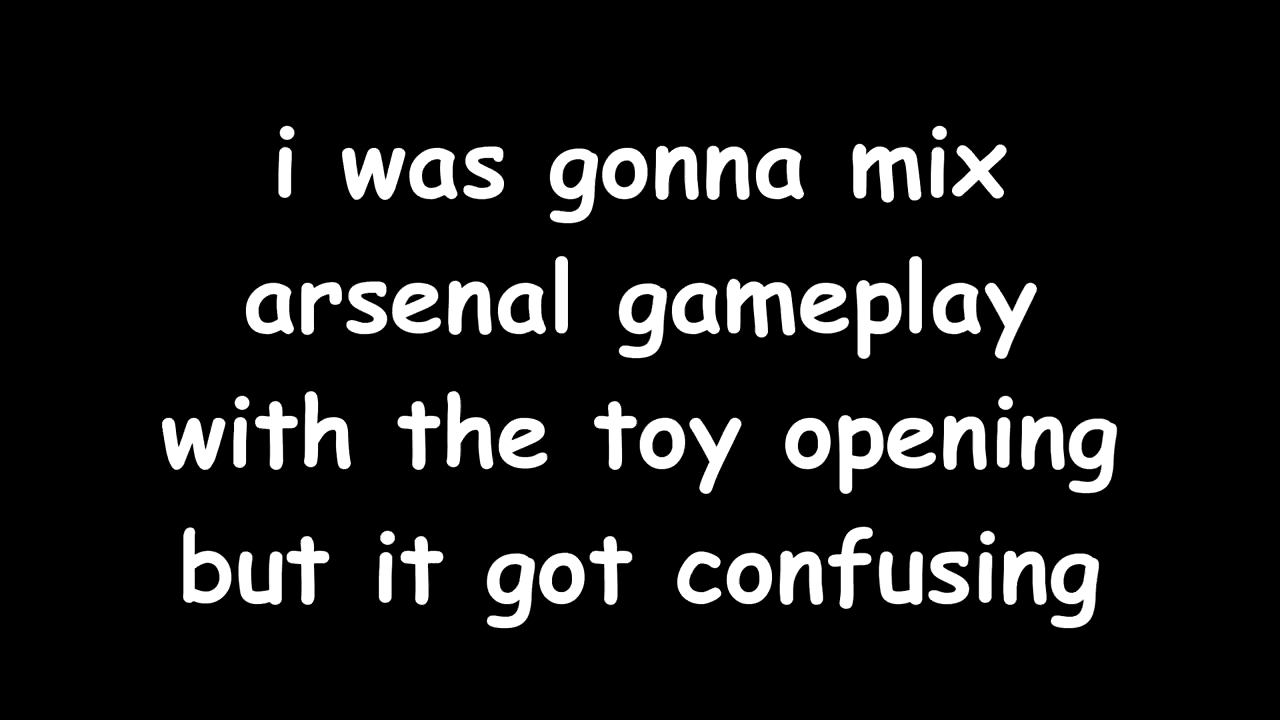 i was gonna mix
arsenal gameplay
with the toy opening
but it got confusing